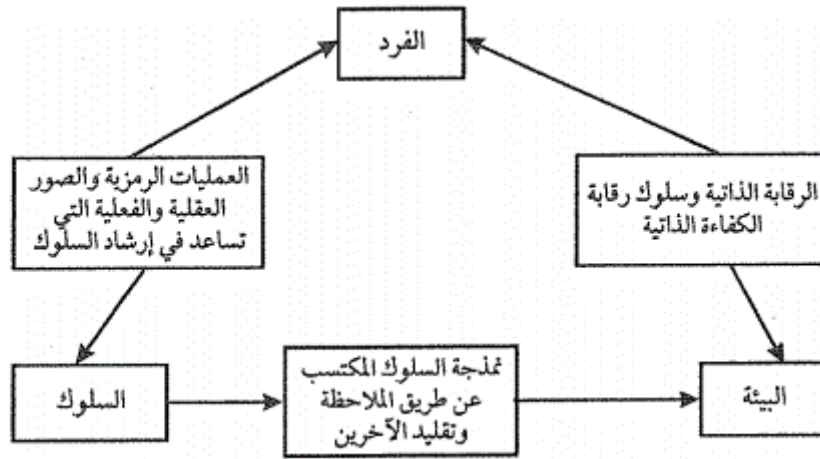 الفرد
العمليات الرمزية والصور
العقلية والفعلية التي
تساعد في إرشاد السلوك
الرقابة الذاتية وسلوك رقابة
الكفاءة الذاتية
السلوك
نمذجة السلوك المكتسب
عن طريق الملاحظة
وتقليد الآخرين
البيئة